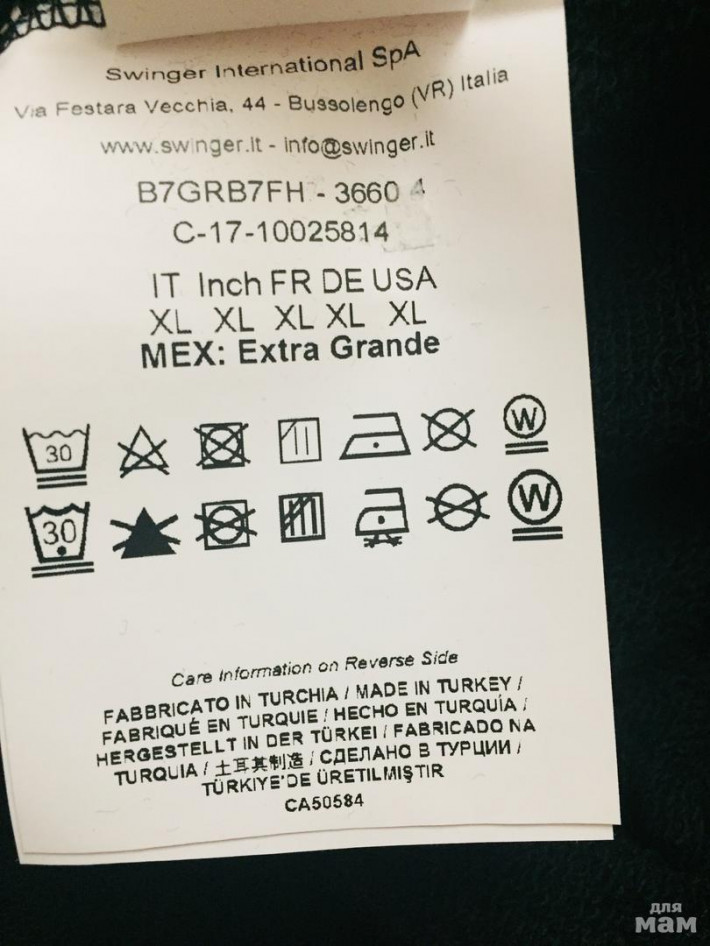 Swinger International SpA
Via Festara Vecchia, 44 - Bussolengo (VR) Italia
www.swinger.it - info@swinger.it
B7GRB7FH - 3660 4
C-17-10025814
IT Inch FR DE USA
XL XL XL XL XL
MEX: Extra Grande
30 W
30 W
Care Information on Reverse Side
FABBRICATO IN TURCHIA / MADE IN TURKEY /
FABRIQUÉ EN TURQUIE / HECHO EN TURQUÍA /
HERGESTELLT IN DER TÜRKEI / FABRICADO NA
TURQUIA / 土耳其制造 / СДЕЛАНО В ТУРЦИИ /
TÜRKIYE'DE ÜRETILMIŞTIR
CA50584
для
мам